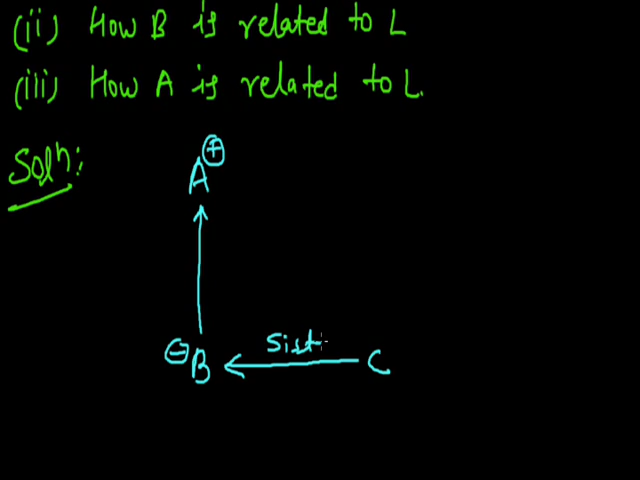 (ii) How B is related to L
(iii) How A is related to L.
Solⁿ:
A ⊕
Sist
⊖ B C